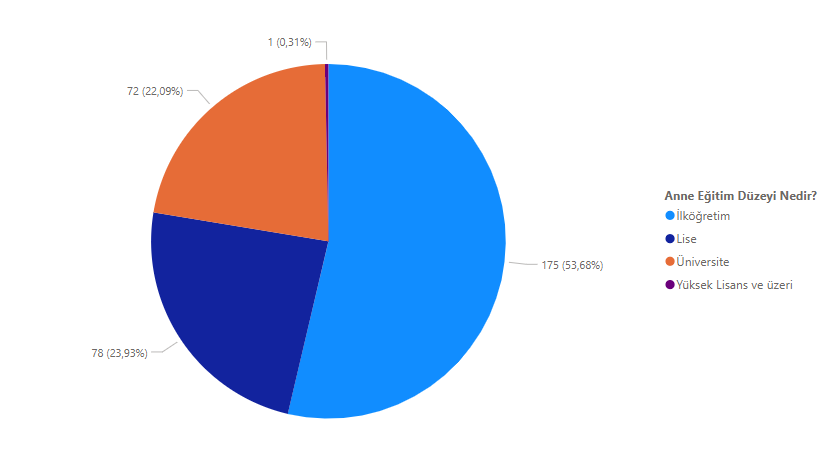 1 (0,31%)
72 (22,09%)
175 (53,68%)
78 (23,93%)
Anne Eğitim Düzeyi Nedir?
İlköğretim
Lise
Üniversite
Yüksek Lisans ve üzeri